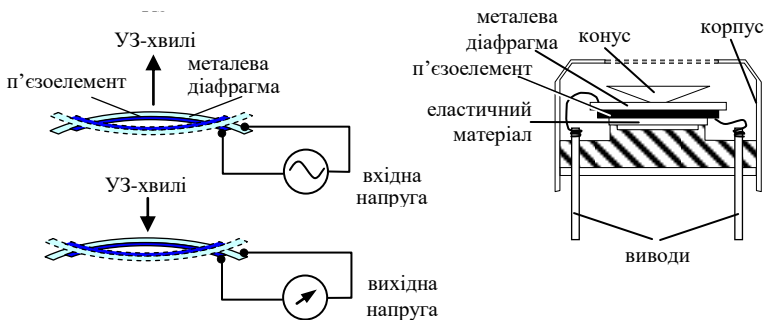 УЗ-хвилі
п’єзоелемент
металева
діафрагма
вхідна
напруга
УЗ-хвилі
вихідна
напруга
металева
діафрагма
п’єзоелемент
еластичний
матеріал
конус
корпус
виводи